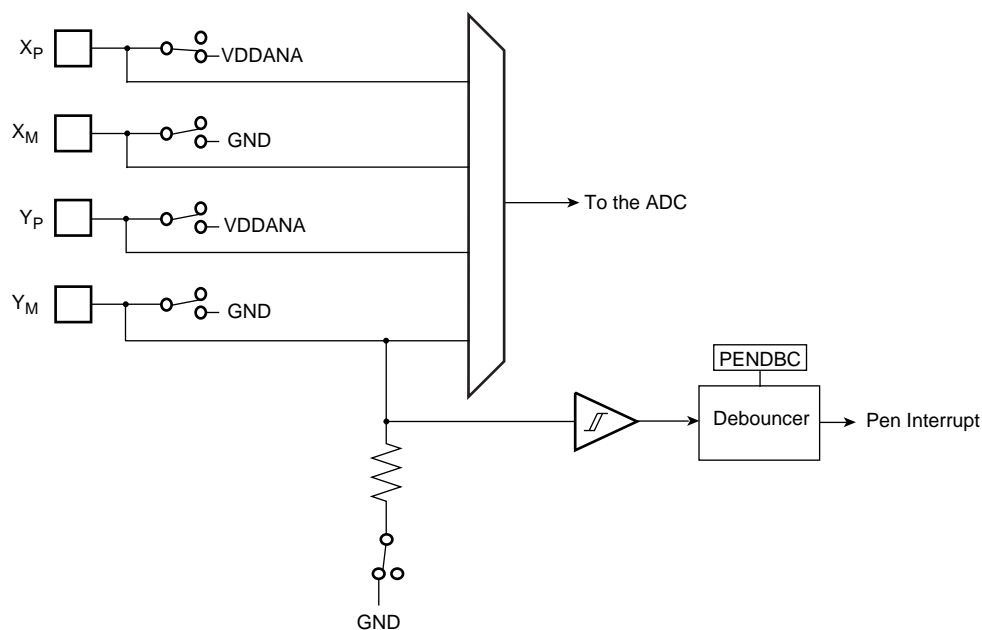 XP
VDDANA
XM
GND
To the ADC
YP
VDDANA
YM
GND
PENDBC
Debouncer
Pen Interrupt
GND